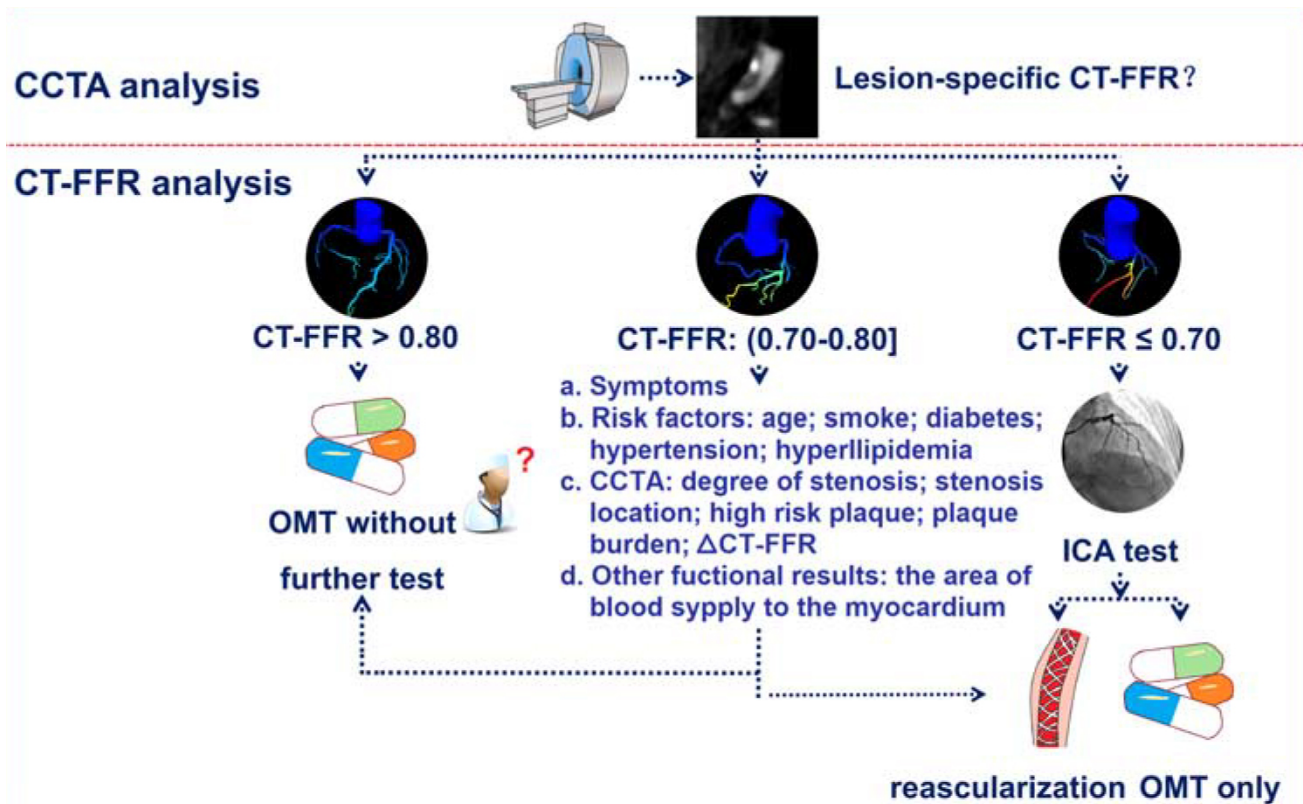 CCTA analysis
Lesion-specific CT-FFR?
CT-FFR analysis
CT-FFR > 0.80
CT-FFR: (0.70-0.80]
CT-FFR ≤ 0.70
a. Symptoms
b. Risk factors: age; smoke; diabetes;
hypertension; hyperllipidemia
c. CCTA: degree of stenosis; stenosis
location; high risk plaque; plaque
burden; △CT-FFR
d. Other fuctional results: the area of
blood sypply to the myocardium
?
OMT without
further test
ICA test
reascularization OMT only